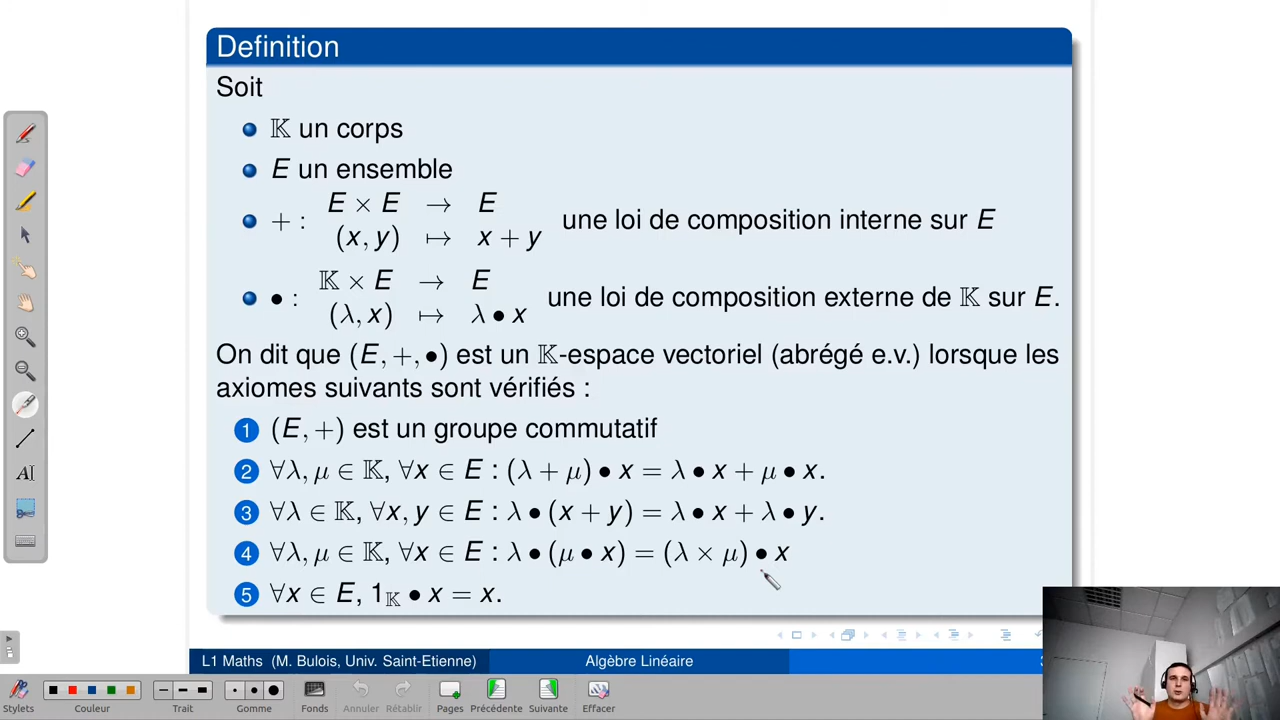 Definition
Soit
𝕂 un corps
E un ensemble
+ : E × E → E
(x, y) ↦ x + y
une loi de composition interne sur E
• : 𝕂 × E → E
(λ, x) ↦ λ • x
une loi de composition externe de 𝕂 sur E.
On dit que (E, +, •) est un 𝕂-espace vectoriel (abrégé e.v.) lorsque les
axiomes suivants sont vérifiés :
1 (E, +) est un groupe commutatif
2 ∀λ, μ ∈ 𝕂, ∀x ∈ E : (λ + μ) • x = λ • x + μ • x.
3 ∀λ ∈ 𝕂, ∀x, y ∈ E : λ • (x + y) = λ • x + λ • y.
4 ∀λ, μ ∈ 𝕂, ∀x ∈ E : λ • (μ • x) = (λ × μ) • x
5 ∀x ∈ E, 1_𝕂 • x = x.
L1 Maths (M. Bulois, Univ. Saint-Etienne) Algèbre Linéaire
Stylets Couleur Trait Gomme Fonds Annuler Rétablir Pages Précédente Suivante Effacer